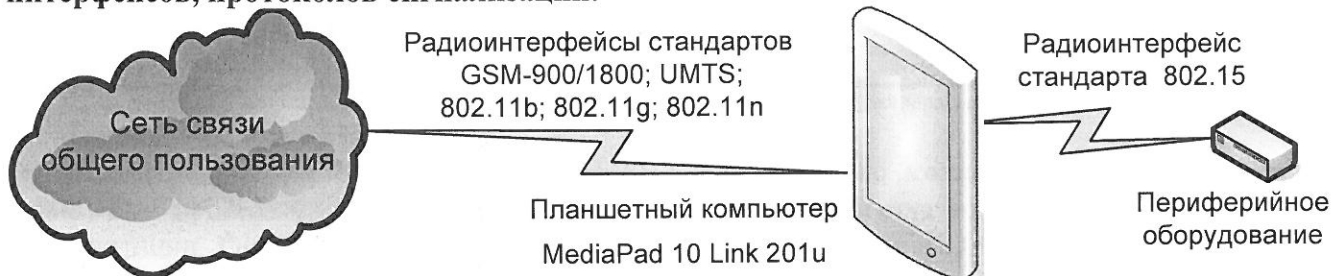 интерфейсов, протоколов сигнализации.
Сеть связи
общего пользования
Радиоинтерфейсы стандартов
GSM-900/1800; UMTS;
802.11b; 802.11g; 802.11n
Планшетный компьютер
MediaPad 10 Link 201u
Радиоинтерфейс
стандарта 802.15
Периферийное
оборудование